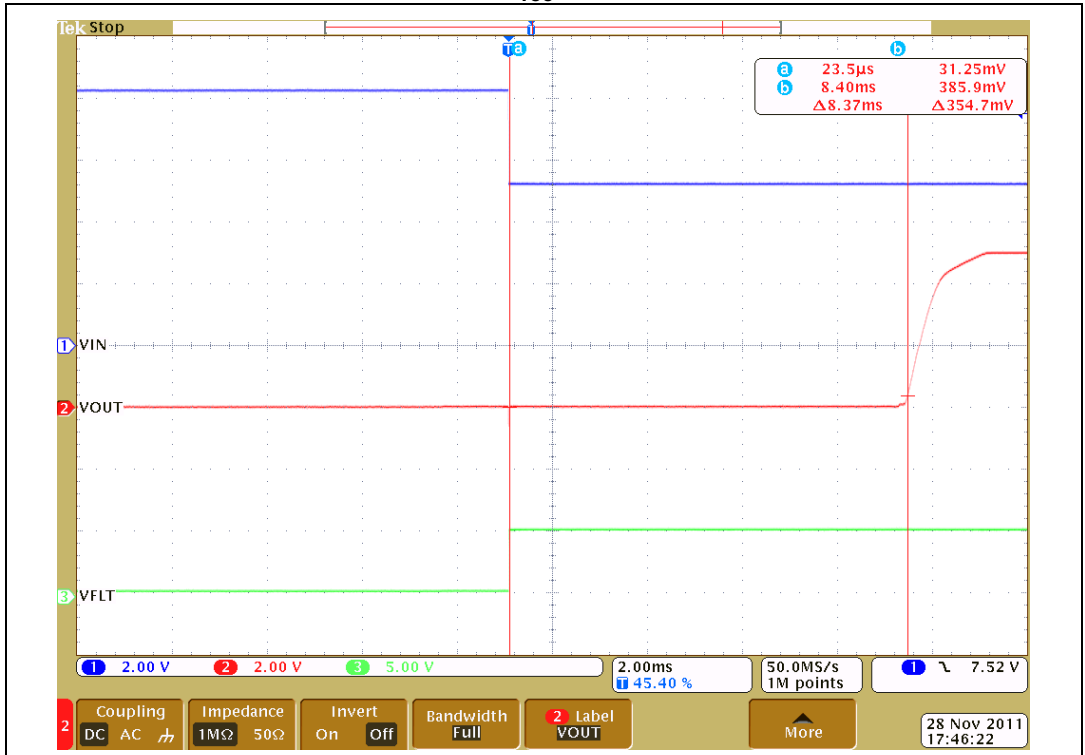 Tek Stop
T a b
a 23.5µs 31.25mV
b 8.40ms 385.9mV
Δ8.37ms Δ354.7mV
1 VIN
2 VOUT
3 VFLT
1 2.00 V 2 2.00 V 3 5.00 V
2.00ms
T 45.40 %
50.0MS/s
1M points
1 7.52 V
2
Coupling
DC AC
Impedance
1MΩ 50Ω
Invert
On Off
Bandwidth
Full
2 Label
VOUT
More
28 Nov 2011
17:46:22